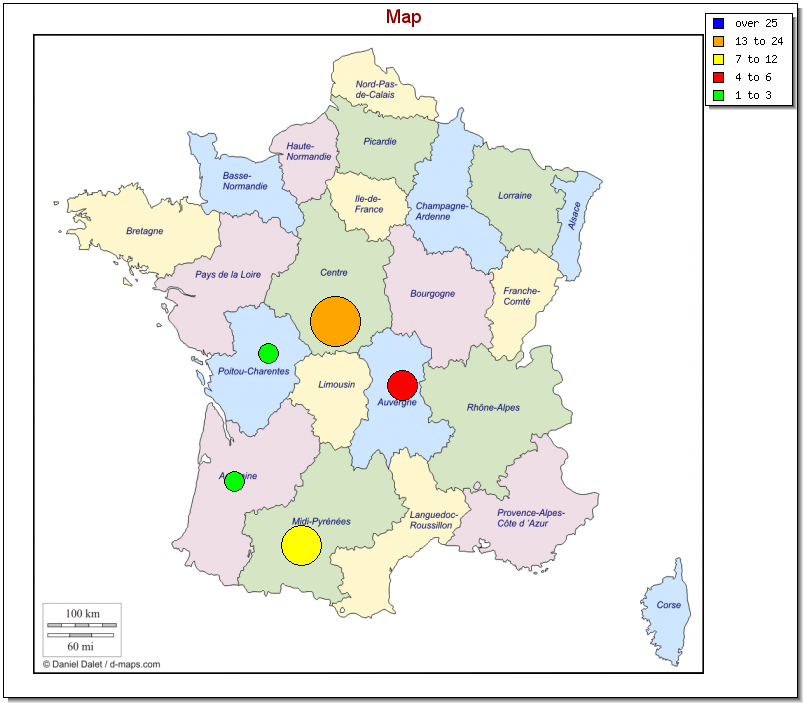 Map
over 25
13 to 24
7 to 12
4 to 6
1 to 3
Nord-Pas-
de-Calais
Picardie
Haute-
Normandie
Basse-
Normandie
Ile-de-
France
Champagne-
Ardenne
Lorraine
Alsace
Bretagne
Pays de la Loire
Centre
Bourgogne
Franche-
Comté
Poitou-Charentes
Limousin
Auvergne
Rhône-Alpes
Midi-Pyrénées
Languedoc-
Roussillon
Provence-Alpes-
Côte d 'Azur
Corse
100 km
60 mi
© Daniel Dalet / d-maps.com